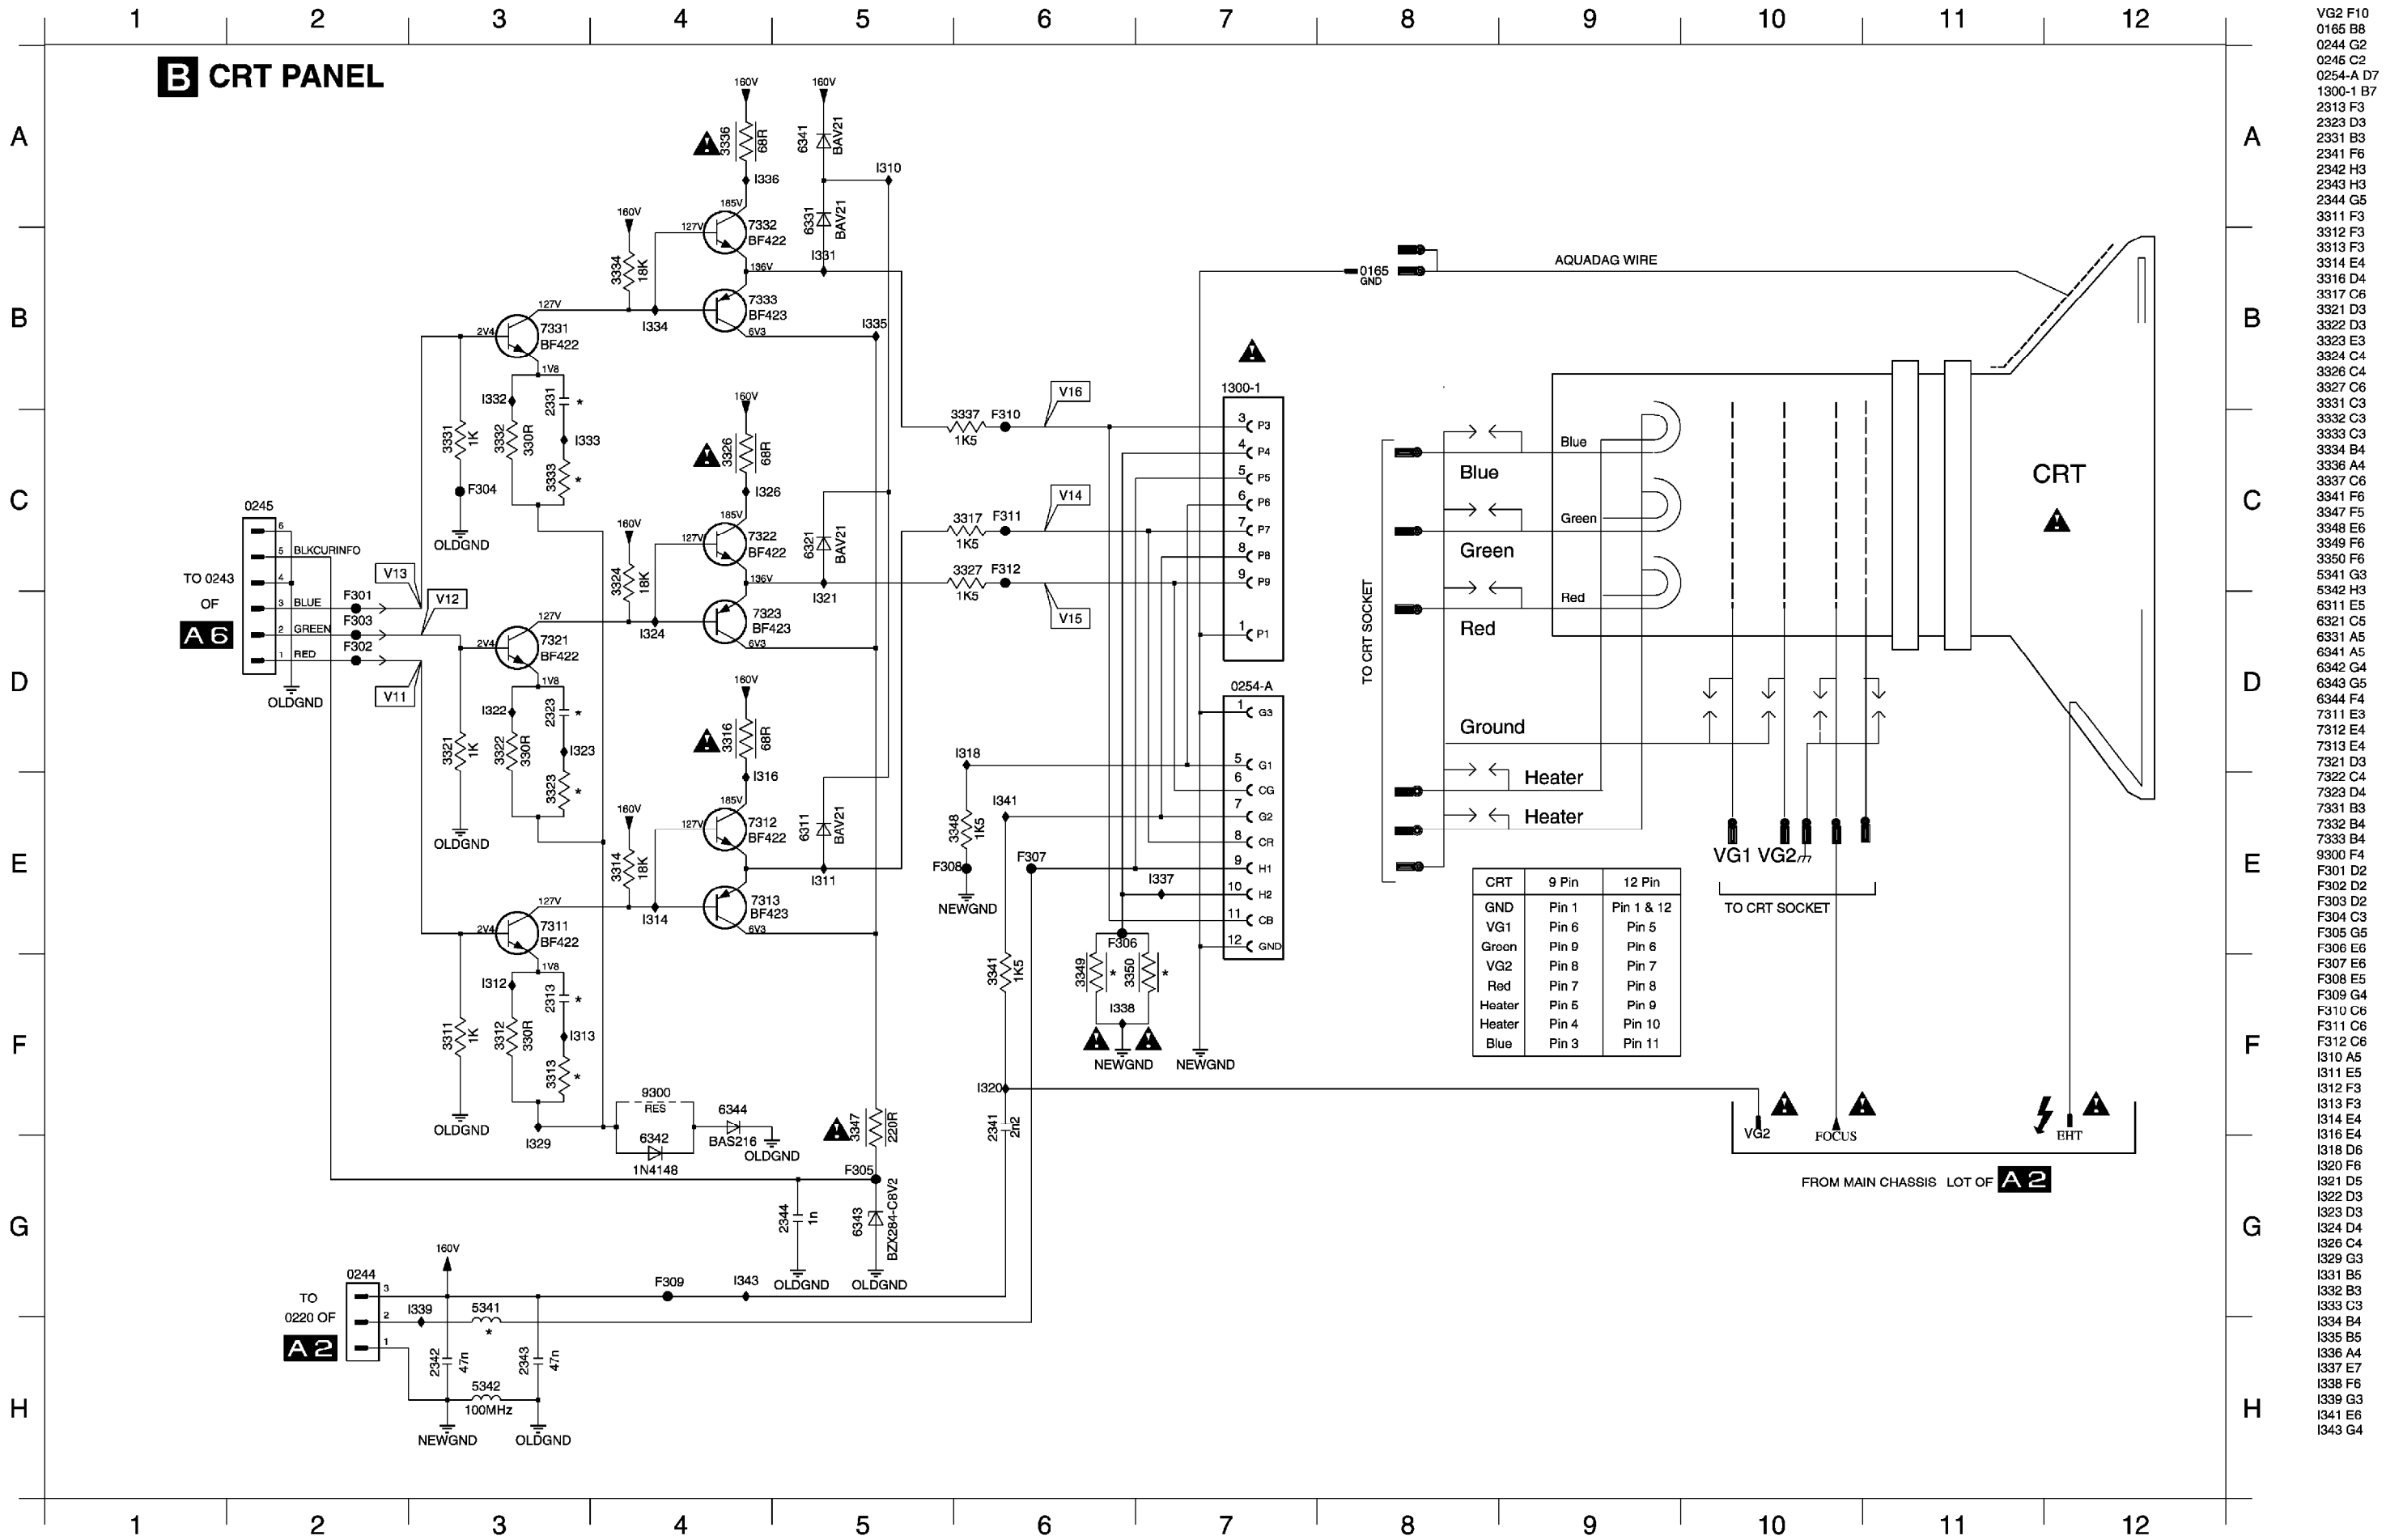 1 2 3 4 5 6 7 8 9 10 11 12
B CRT PANEL
A
B
C
D
E
F
G
H
160V
3336
68R
I336
185V
127V
7332
BF422
136V
160V
6341
BAV21
I310
6331
BAV21
I331
160V
3334
18K
I334
7333
BF423
6V3
I335
127V
2V4
7331
BF422
1V8
I332
2331
*
I333
3331
1K
3332
330R
3333
*
F304
OLDGND
160V
3326
68R
I326
185V
127V
7322
BF422
136V
6321
BAV21
I321
160V
3324
18K
I324
7323
BF423
6V3
127V
2V4
7321
BF422
1V8
I322
2323
*
I323
3321
1K
3322
330R
3323
*
OLDGND
160V
3316
68R
I316
185V
127V
7312
BF422
6311
BAV21
I311
160V
3314
18K
I314
7313
BF423
6V3
127V
2V4
7311
BF422
1V8
I312
2313
*
I313
3311
1K
3312
330R
3313
*
OLDGND
I329
9300
RES
6342
1N4148
6344
BAS216
OLDGND
3347
220R
F305
2344
1n
OLDGND
6343
BZX284-C8V2
OLDGND
0245
6
5 BLKCURINFO
4
3 BLUE
2 GREEN
1 RED
TO 0243
OF
A 6
F301
F303
F302
V13
V12
V11
OLDGND
160V
0244
3
2
1
TO
0220 OF
A 2
I339
5341
*
F309
I343
2342
47n
2343
47n
5342
100MHz
NEWGND
OLDGND
3337
1K5
F310
V16
3317
1K5
F311
V14
3327
1K5
F312
V15
I318
3348
1K5
F308
NEWGND
I341
F307
3341
1K5
I320
2341
2n2
I337
F306
3349
*
3350
*
I338
NEWGND
NEWGND
1300-1
3 P3
4 P4
5 P5
6 P6
7 P7
8 P8
9 P9
1 P1
0254-A
1 G3
5 G1
6 CG
7 G2
8 CR
9 H1
10 H2
11 CB
12 GND
0165
GND
AQUADAG WIRE
TO CRT SOCKET
Blue
Green
Red
Ground
Heater
Heater
Blue
Green
Red
CRT
VG1 VG2
TO CRT SOCKET
CRT 9 Pin 12 Pin
GND Pin 1 Pin 1 & 12
VG1 Pin 6 Pin 5
Green Pin 9 Pin 6
VG2 Pin 8 Pin 7
Red Pin 7 Pin 8
Heater Pin 5 Pin 9
Heater Pin 4 Pin 10
Blue Pin 3 Pin 11
VG2
FOCUS
EHT
FROM MAIN CHASSIS LOT OF A 2
A
B
C
D
E
F
G
H
1 2 3 4 5 6 7 8 9 10 11 12
VG2 F10
0165 B8
0244 G2
0245 C2
0254-A D7
1300-1 B7
2313 F3
2323 D3
2331 B3
2341 F6
2342 H3
2343 H3
2344 G5
3311 F3
3312 F3
3313 F3
3314 E4
3316 D4
3317 C6
3321 D3
3322 D3
3323 E3
3324 C4
3326 C4
3327 C6
3331 C3
3332 C3
3333 C3
3334 B4
3336 A4
3337 C6
3341 F6
3347 F5
3348 E6
3349 F6
3350 F6
5341 G3
5342 H3
6311 E5
6321 C5
6331 A5
6341 A5
6342 G4
6343 G5
6344 F4
7311 E3
7312 E4
7313 E4
7321 D3
7322 C4
7323 D4
7331 B3
7332 B4
7333 B4
9300 F4
F301 D2
F302 D2
F303 D2
F304 C3
F305 G5
F306 E6
F307 E6
F308 E5
F309 G4
F310 C6
F311 C6
F312 C6
I310 A5
I311 E5
I312 F3
I313 F3
I314 E4
I316 E4
I318 D6
I320 F6
I321 D5
I322 D3
I323 D3
I324 D4
I326 C4
I329 G3
I331 B5
I332 B3
I333 C3
I334 B4
I335 B5
I336 A4
I337 E7
I338 F6
I339 G3
I341 E6
I343 G4